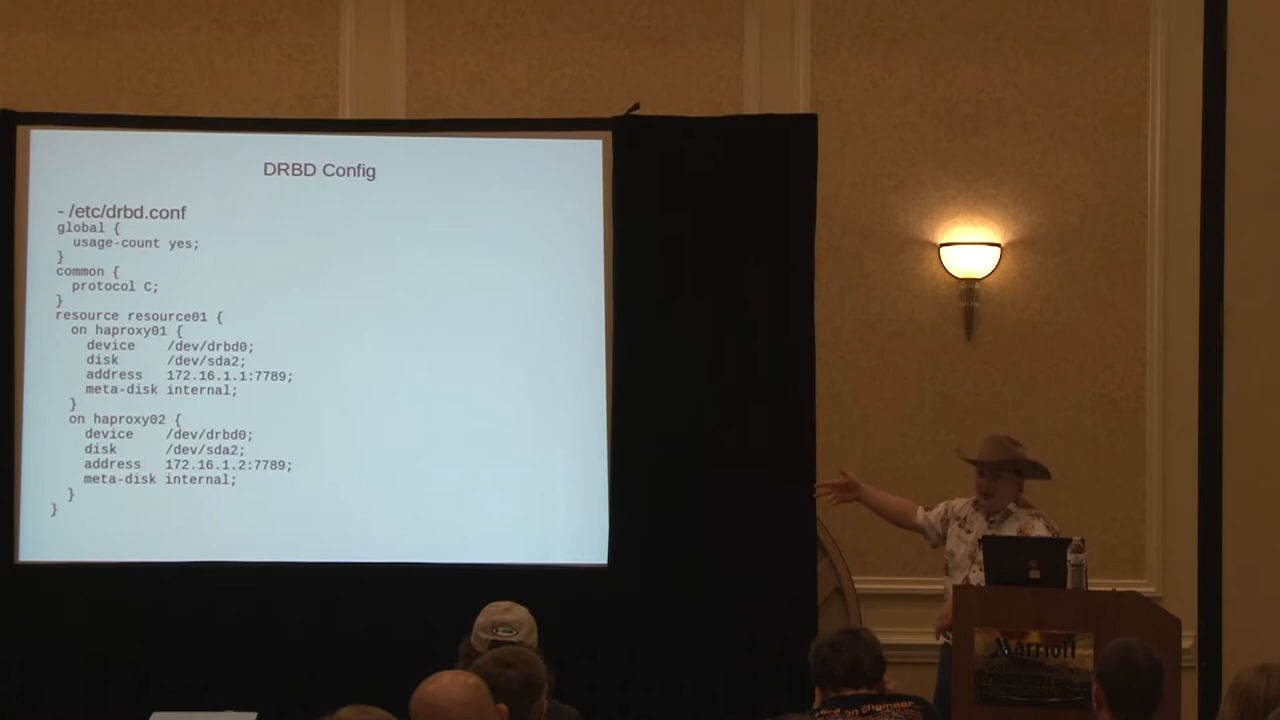 DRBD Config
- /etc/drbd.conf
global {
usage-count yes;
}
common {
protocol C;
}
resource resource01 {
on haproxy01 {
device /dev/drbd0;
disk /dev/sda2;
address 172.16.1.1:7789;
meta-disk internal;
}
on haproxy02 {
device /dev/drbd0;
disk /dev/sda2;
address 172.16.1.2:7789;
meta-disk internal;
}
}
Marriott
an engineer